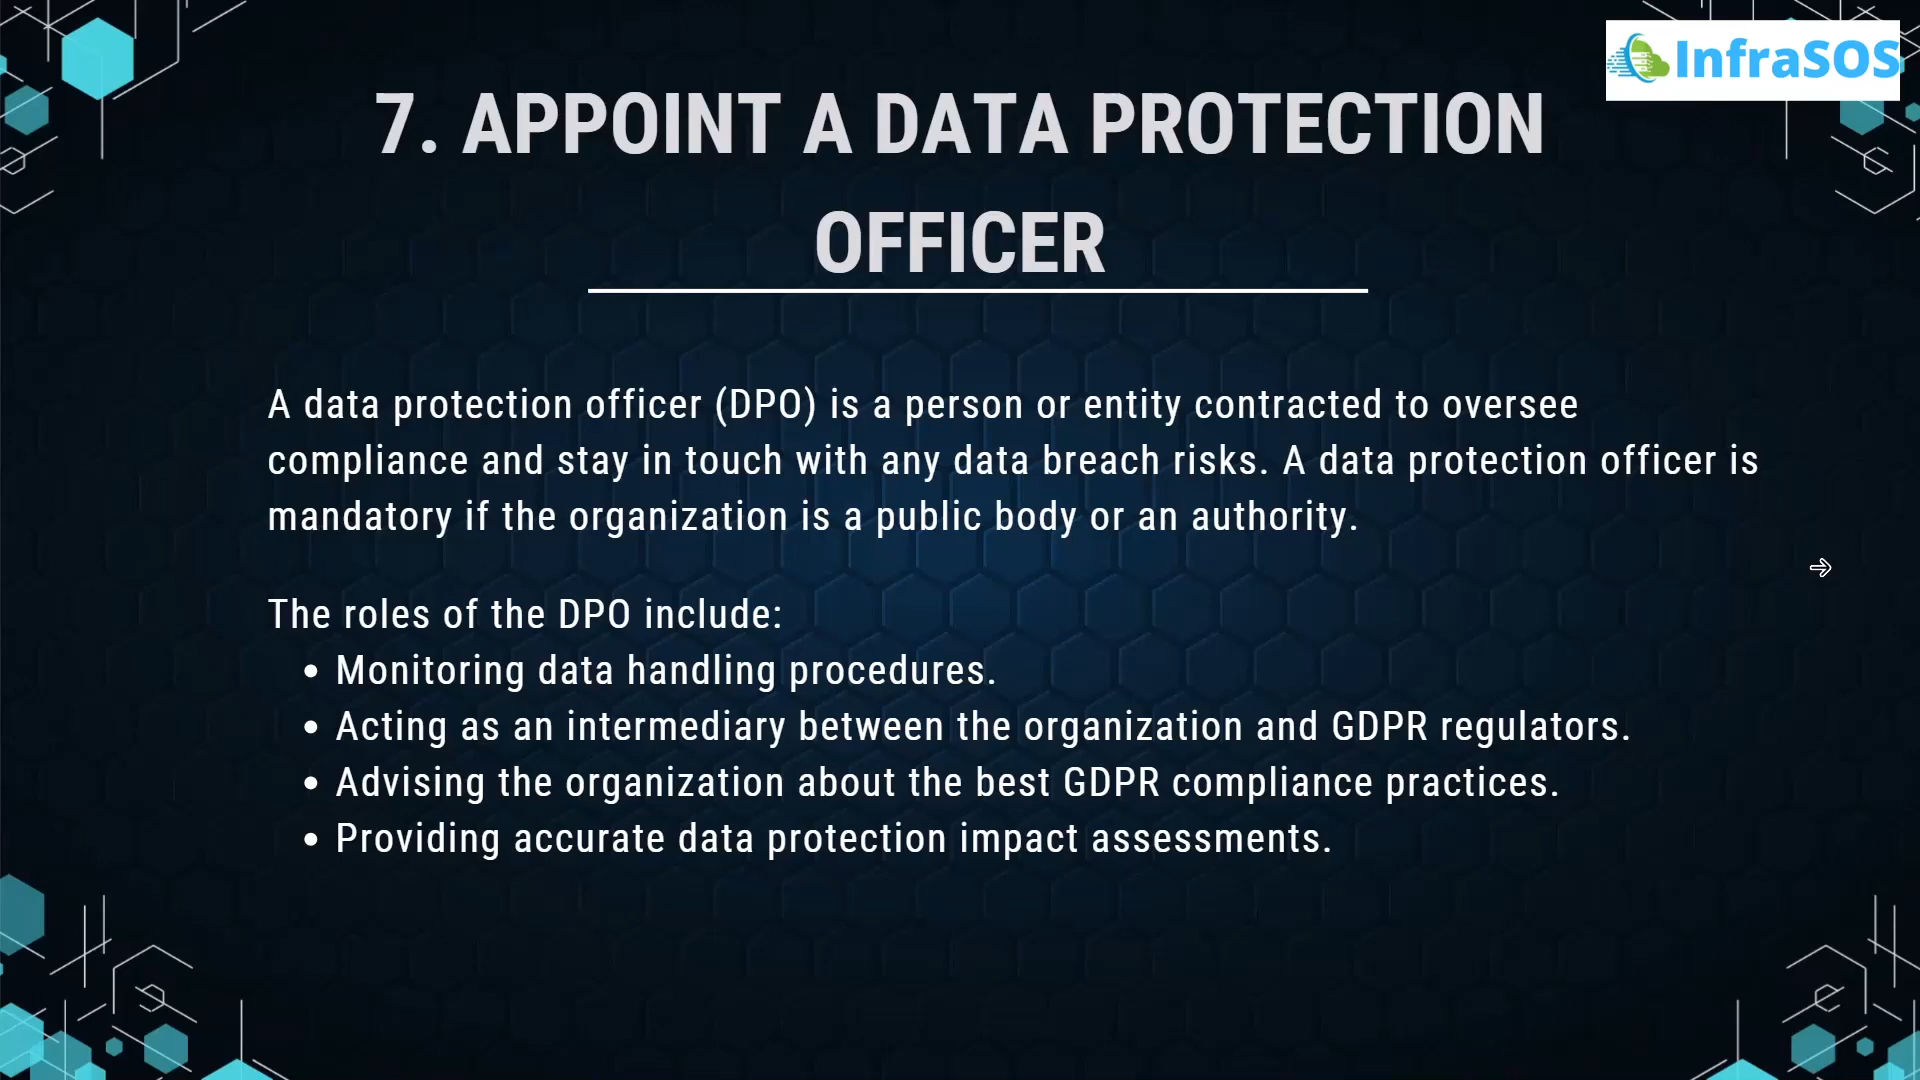 InfraSOS
7. APPOINT A DATA PROTECTION
OFFICER
A data protection officer (DPO) is a person or entity contracted to oversee
compliance and stay in touch with any data breach risks. A data protection officer is
mandatory if the organization is a public body or an authority.
The roles of the DPO include:
• Monitoring data handling procedures.
• Acting as an intermediary between the organization and GDPR regulators.
• Advising the organization about the best GDPR compliance practices.
• Providing accurate data protection impact assessments.